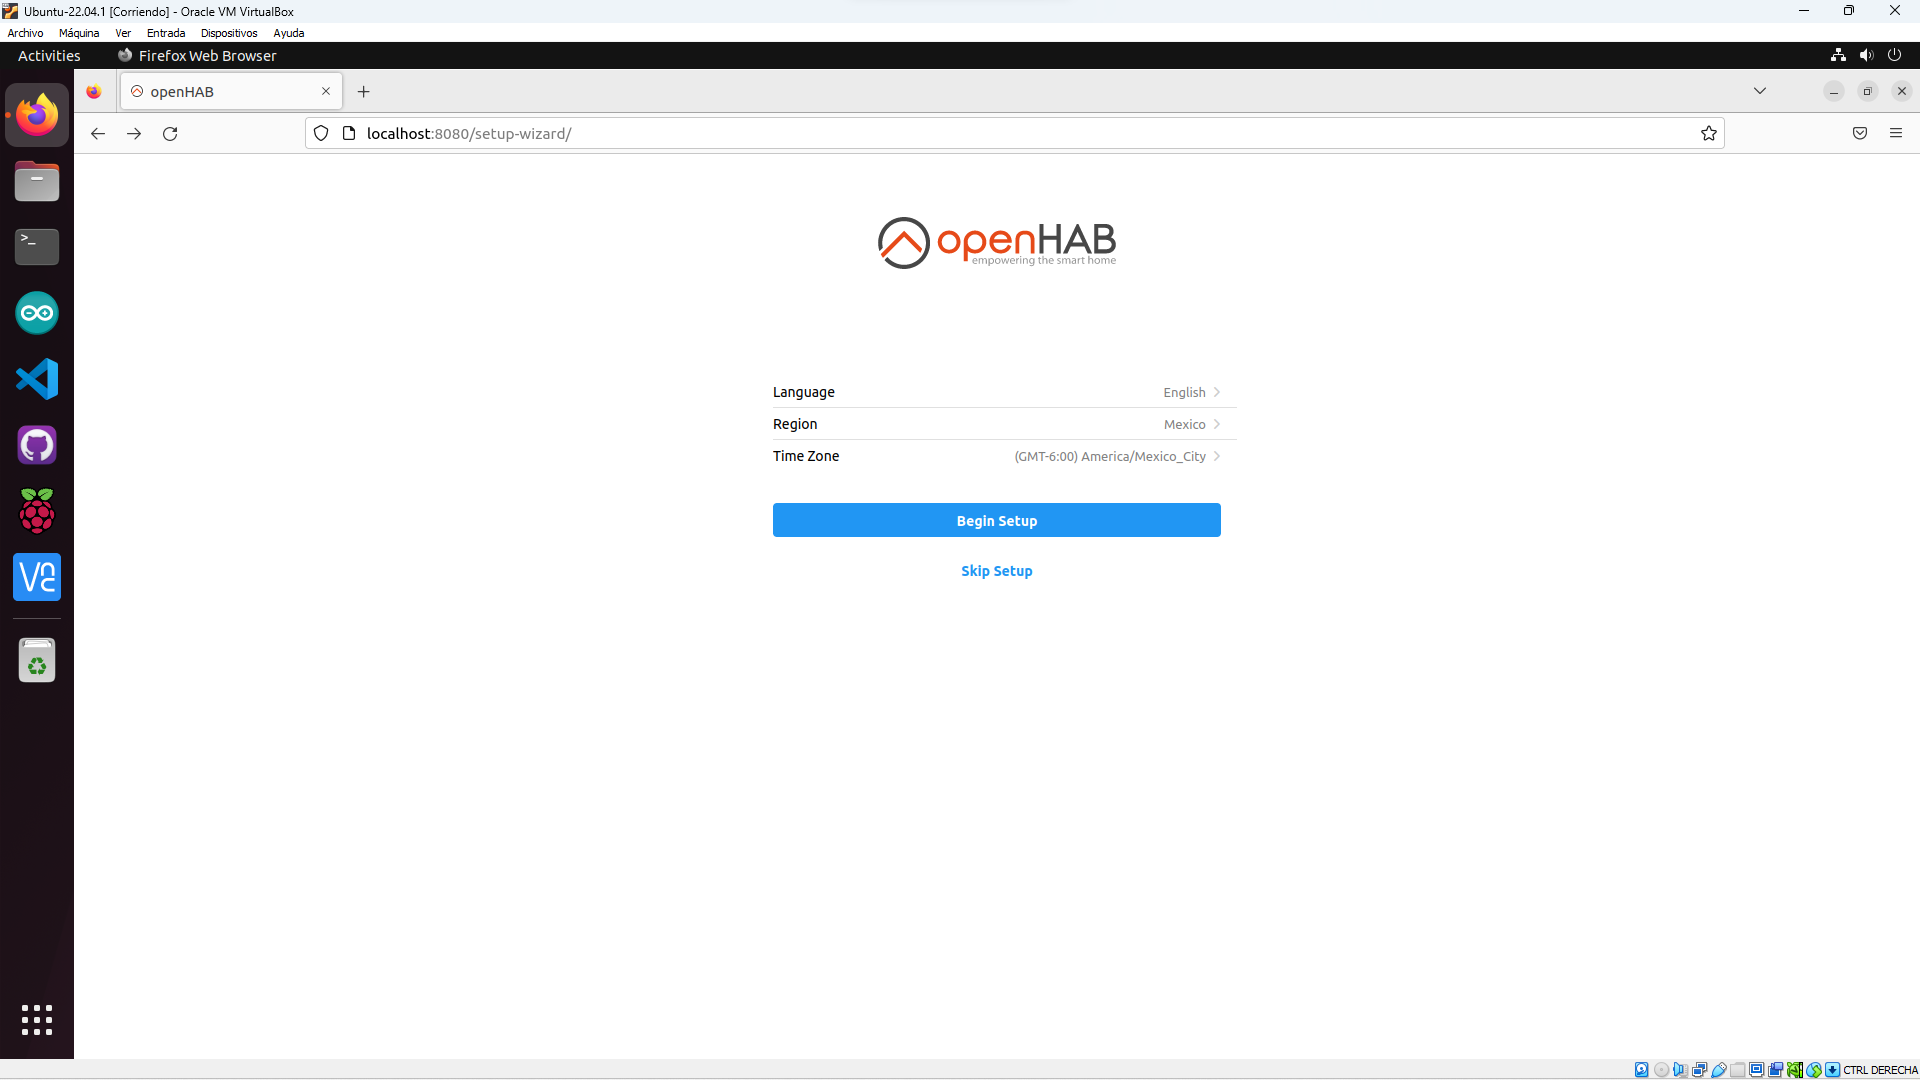 Ubuntu-22.04.1 [Corriendo] - Oracle VM VirtualBox
Archivo Máquina Ver Entrada Dispositivos Ayuda
Activities Firefox Web Browser
openHAB
localhost:8080/setup-wizard/
openHAB
empowering the smart home
Language English
Region Mexico
Time Zone (GMT-6:00) America/Mexico_City
Begin Setup
Skip Setup
CTRL DERECHA